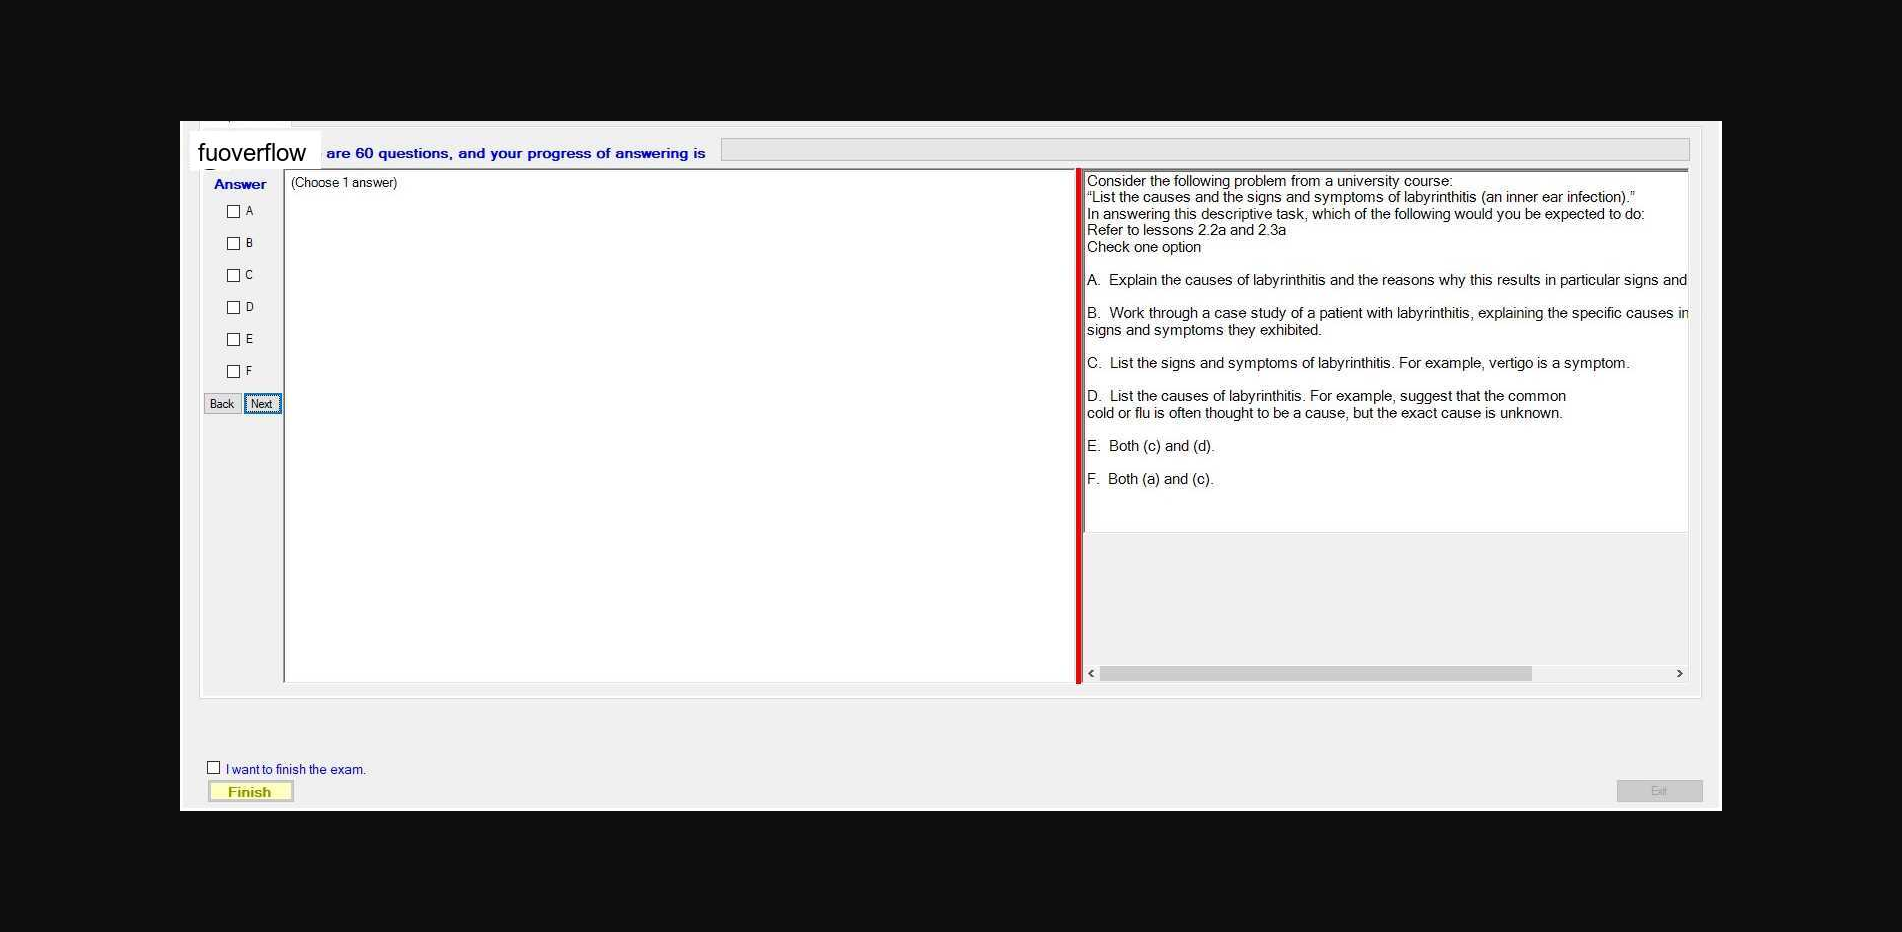 fuoverflow are 60 questions, and your progress of answering is
Answer
A
B
C
D
E
F
Back Next
(Choose 1 answer)
Consider the following problem from a university course:
“List the causes and the signs and symptoms of labyrinthitis (an inner ear infection).”
In answering this descriptive task, which of the following would you be expected to do:
Refer to lessons 2.2a and 2.3a
Check one option
A. Explain the causes of labyrinthitis and the reasons why this results in particular signs and
B. Work through a case study of a patient with labyrinthitis, explaining the specific causes in
signs and symptoms they exhibited.
C. List the signs and symptoms of labyrinthitis. For example, vertigo is a symptom.
D. List the causes of labyrinthitis. For example, suggest that the common
cold or flu is often thought to be a cause, but the exact cause is unknown.
E. Both (c) and (d).
F. Both (a) and (c).
I want to finish the exam.
Finish
Exit